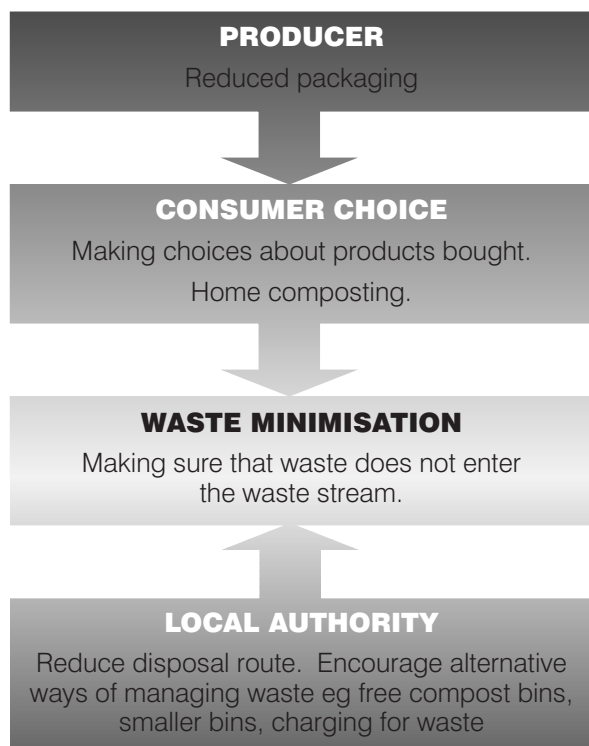 PRODUCER
Reduced packaging
CONSUMER CHOICE
Making choices about products bought.
Home composting.
WASTE MINIMISATION
Making sure that waste does not enter
the waste stream.
LOCAL AUTHORITY
Reduce disposal route. Encourage alternative
ways of managing waste eg free compost bins,
smaller bins, charging for waste